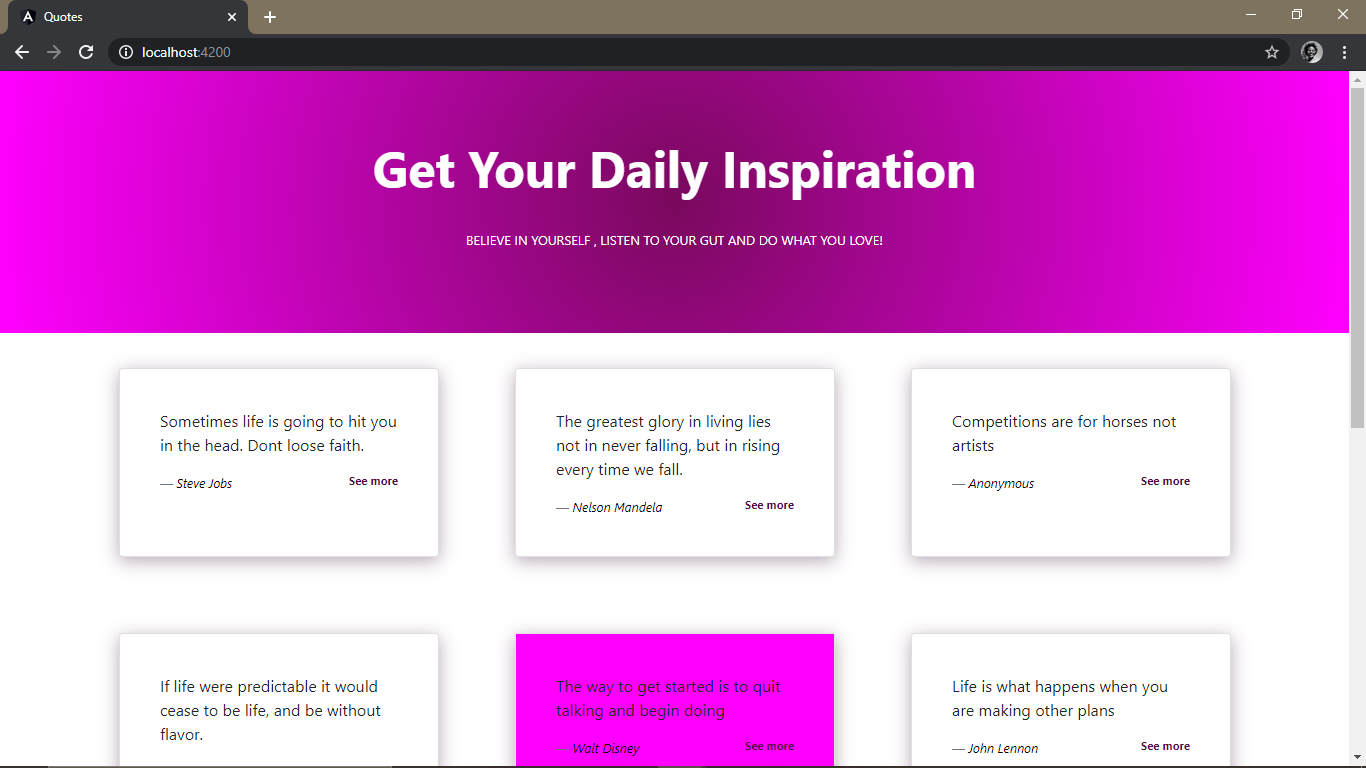 Quotes
localhost:4200
Get Your Daily Inspiration
BELIEVE IN YOURSELF , LISTEN TO YOUR GUT AND DO WHAT YOU LOVE!
Sometimes life is going to hit you
in the head. Dont loose faith.
— Steve Jobs
See more
The greatest glory in living lies
not in never falling, but in rising
every time we fall.
— Nelson Mandela
See more
Competitions are for horses not
artists
— Anonymous
See more
If life were predictable it would
cease to be life, and be without
flavor.
The way to get started is to quit
talking and begin doing
— Walt Disney
See more
Life is what happens when you
are making other plans
— John Lennon
See more